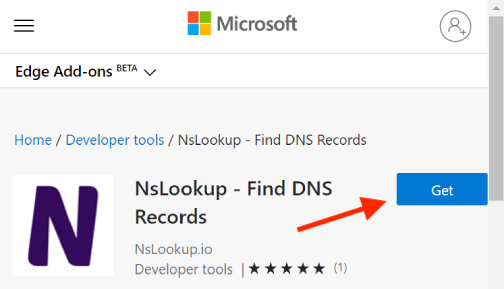 Microsoft
Edge Add-ons BETA
Home / Developer tools / NsLookup - Find DNS Records
N
NsLookup - Find DNS
Records
Get
NsLookup.io
Developer tools | ★★★★★ (1)